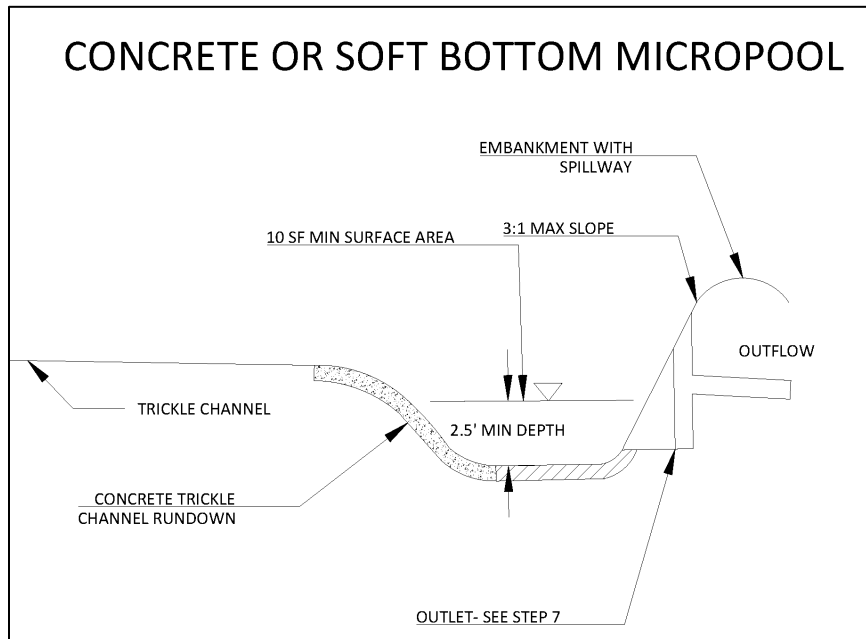 CONCRETE OR SOFT BOTTOM MICROPOOL
EMBANKMENT WITH
SPILLWAY
10 SF MIN SURFACE AREA
3:1 MAX SLOPE
OUTFLOW
TRICKLE CHANNEL
2.5' MIN DEPTH
CONCRETE TRICKLE
CHANNEL RUNDOWN
OUTLET- SEE STEP 7